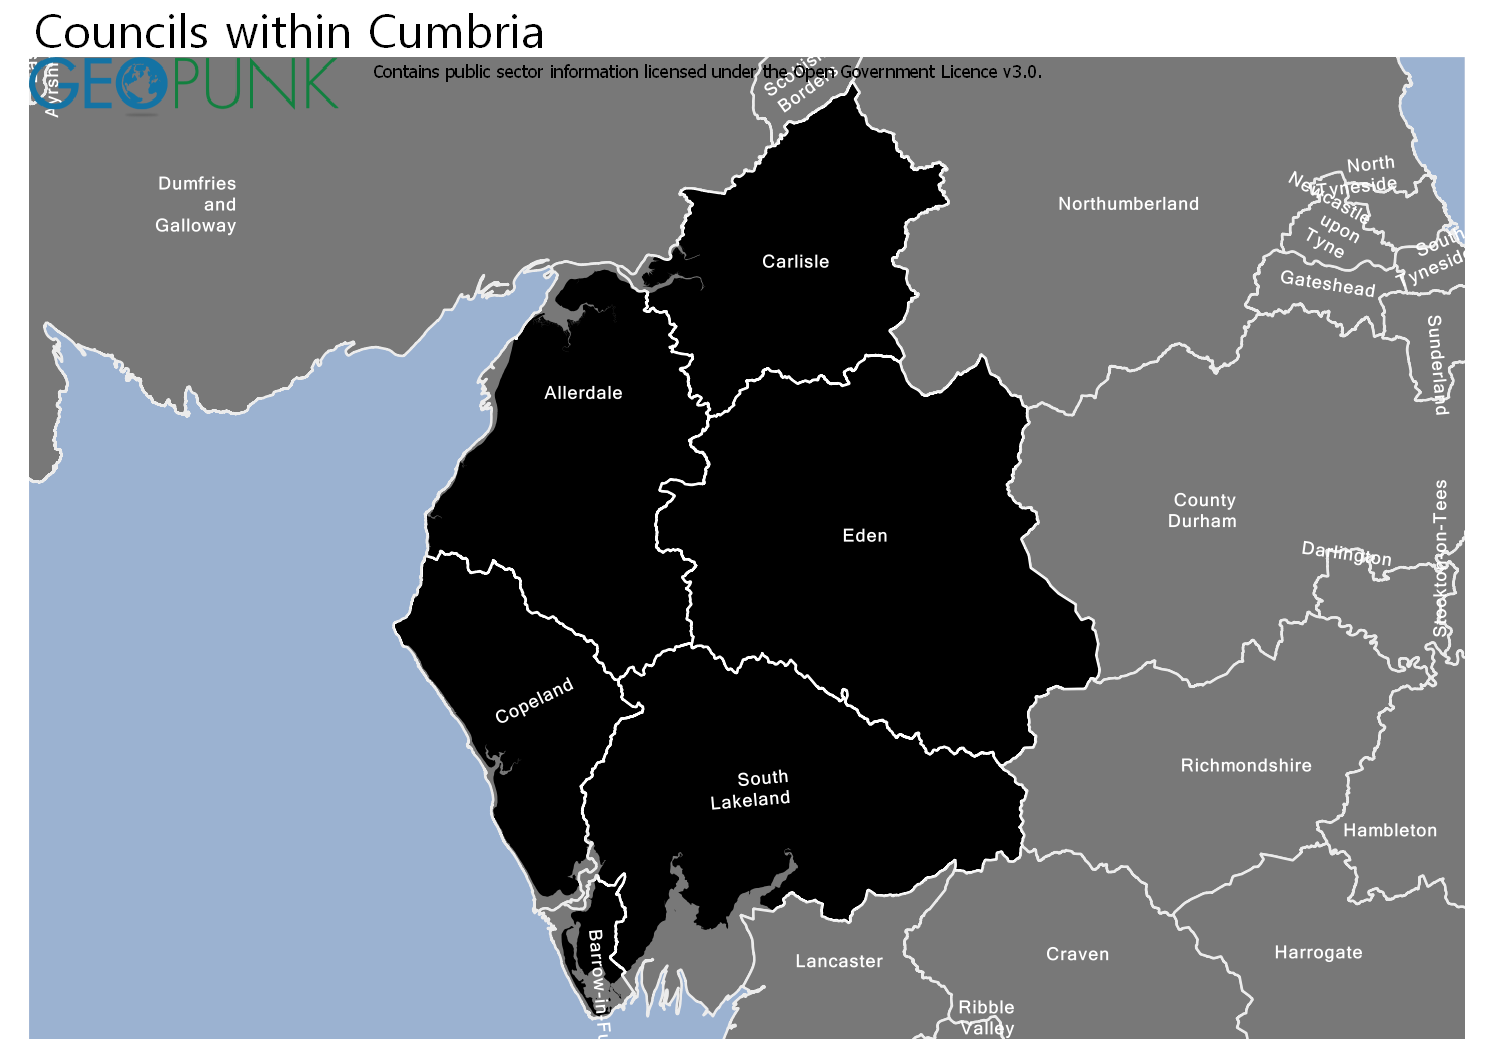 Councils within Cumbria
GEOPUNK
Contains public sector information licensed under the Open Government Licence v3.0.
Scottish
Borders
Dumfries
and
Galloway
Northumberland
North
Tyneside
Newcastle
upon
Tyne
South
Tyneside
Gateshead
Sunderland
Carlisle
Allerdale
Eden
County
Durham
Darlington
Stockton-on-Tees
Copeland
South
Lakeland
Richmondshire
Hambleton
Barrow-in-Fu
Lancaster
Craven
Harrogate
Ribble
Valley